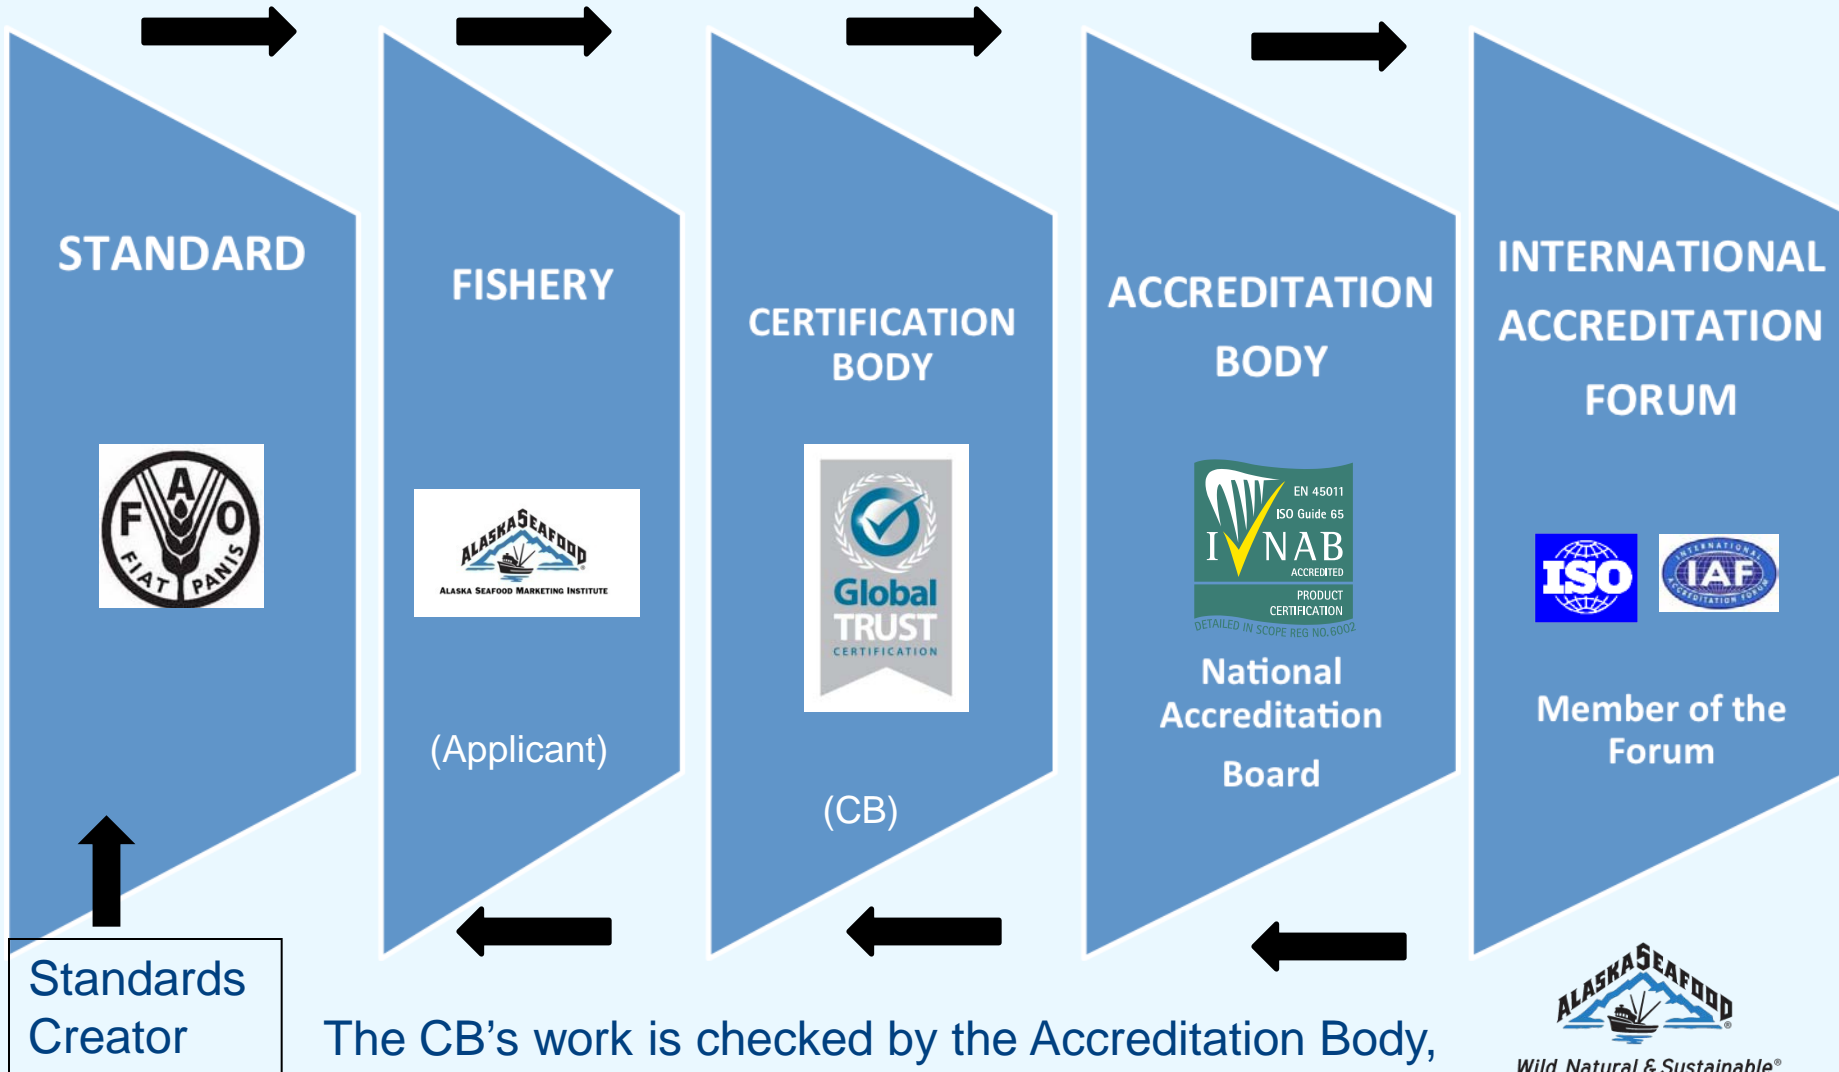 STANDARD
FAO
FIAT PANIS
FISHERY
ALASKA SEAFOOD
ALASKA SEAFOOD MARKETING INSTITUTE
(Applicant)
CERTIFICATION
BODY
Global
TRUST
CERTIFICATION
(CB)
ACCREDITATION
BODY
EN 45011
ISO Guide 65
INAB
ACCREDITED
PRODUCT
CERTIFICATION
DETAILED IN SCOPE REG NO.6002
National
Accreditation
Board
INTERNATIONAL
ACCREDITATION
FORUM
ISO
INTERNATIONAL
IAF
ACCREDITATION FORUM
Member of the
Forum
Standards
Creator
The CB’s work is checked by the Accreditation Body,
ALASKA SEAFOOD®
Wild, Natural & Sustainable®